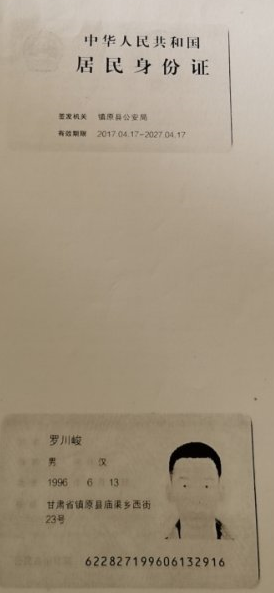 中华人民共和国
居民身份证
签发机关 镇原县公安局
有效期限 2017.04.17-2027.04.17
罗川峻
男 汉
1996 6 13
甘肃省镇原县庙渠乡西街
23号
622827199606132916